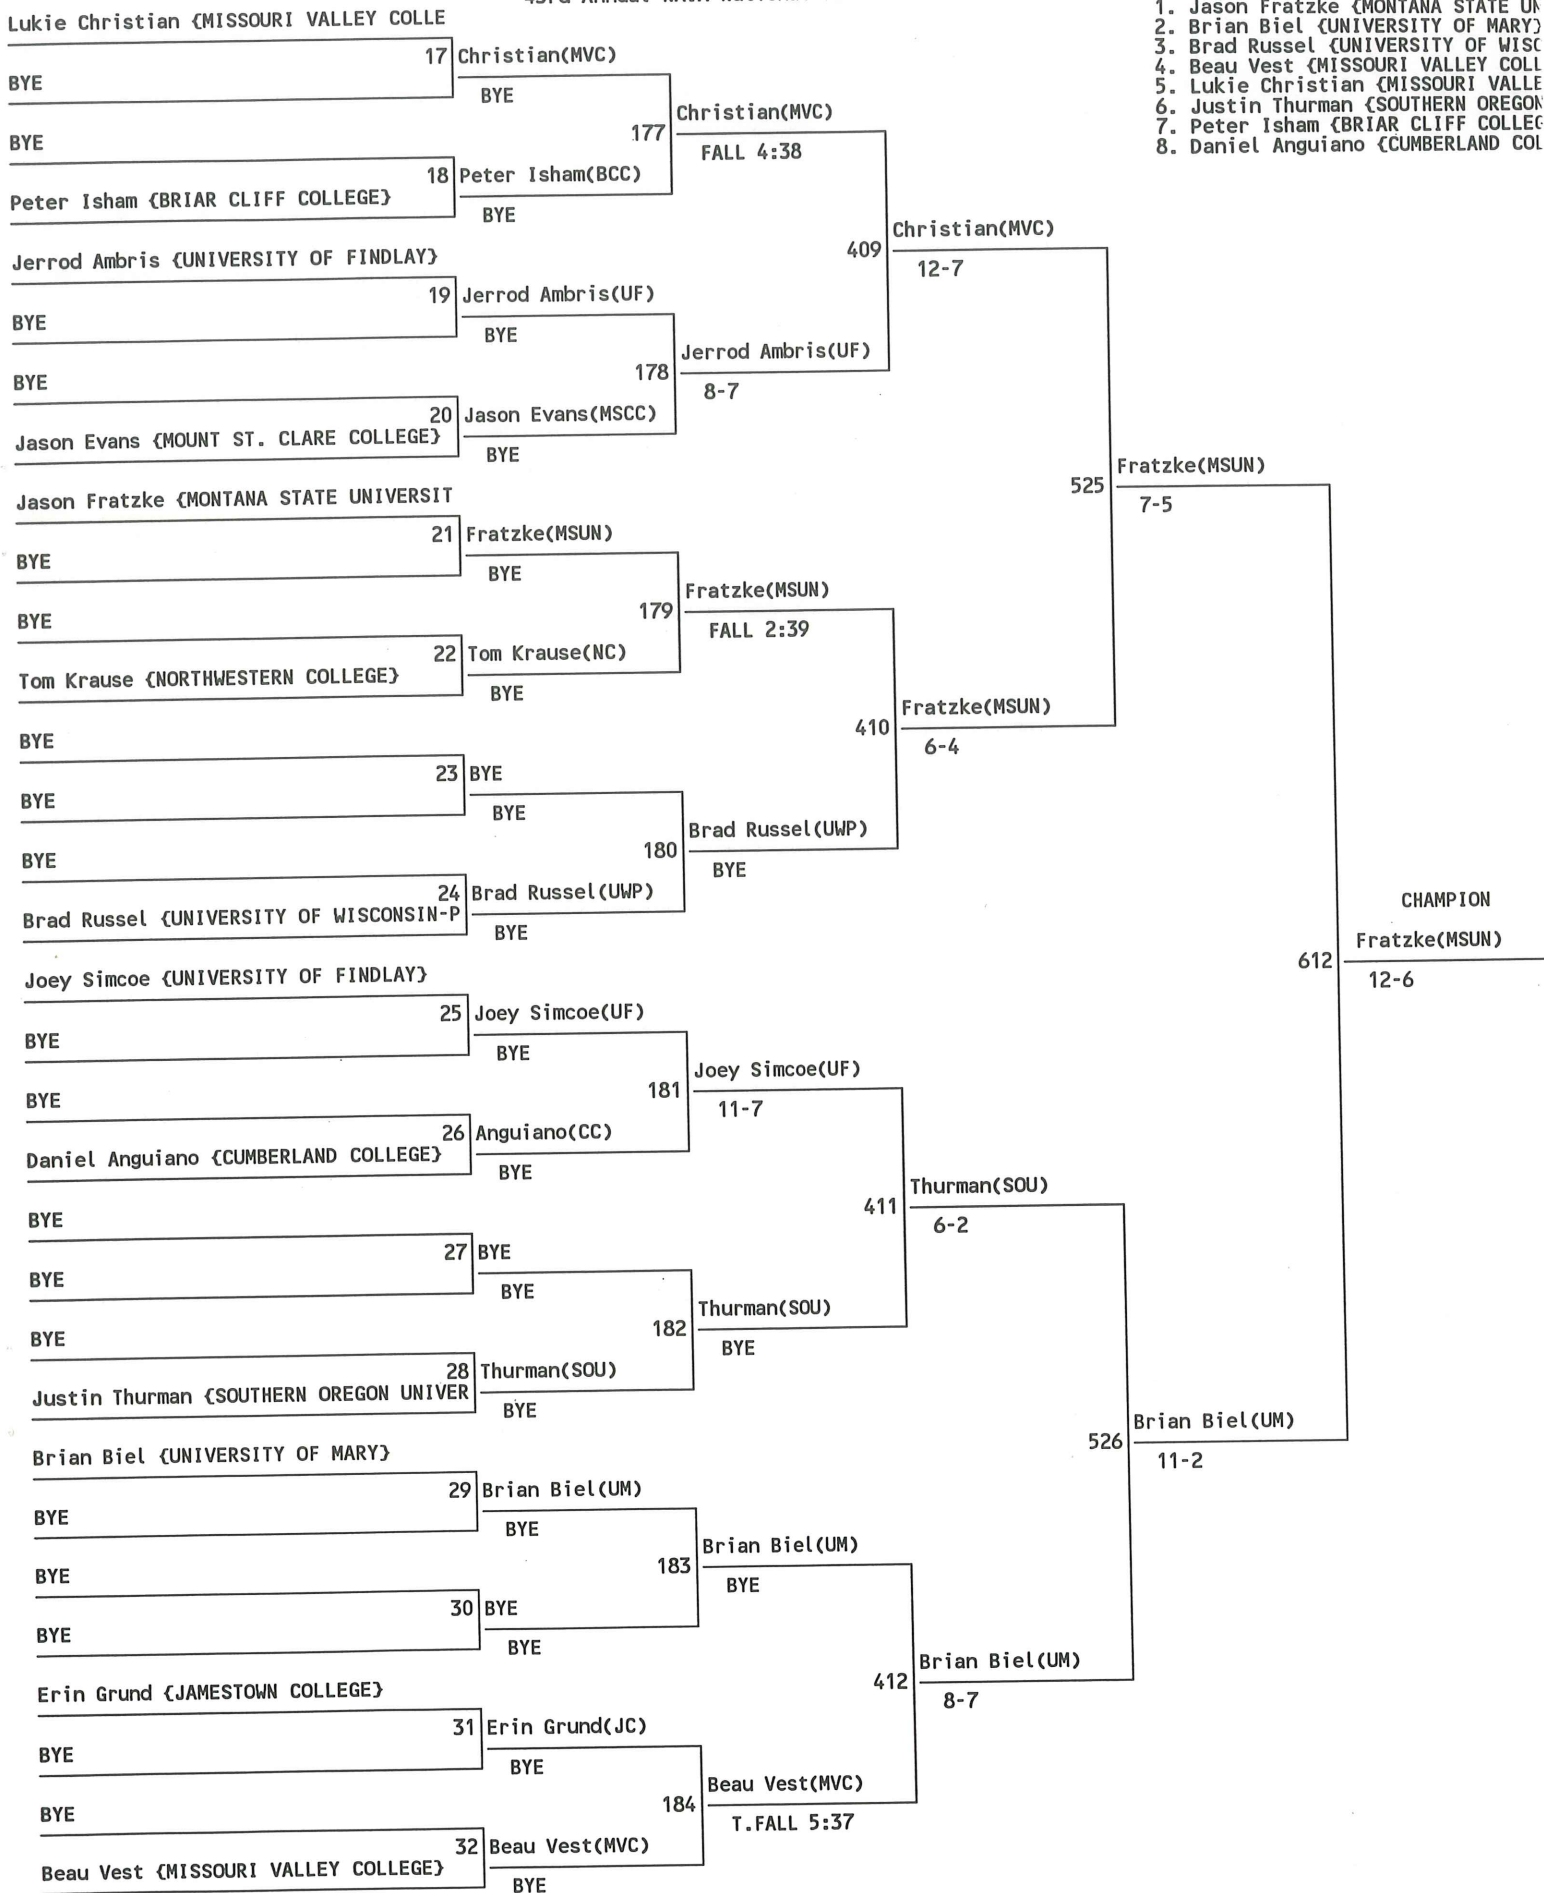 1. Jason Fratzke {MONTANA STATE UN
2. Brian Biel {UNIVERSITY OF MARY}
3. Brad Russel {UNIVERSITY OF WISC
4. Beau Vest {MISSOURI VALLEY COLL
5. Lukie Christian {MISSOURI VALLE
6. Justin Thurman {SOUTHERN OREGON
7. Peter Isham {BRIAR CLIFF COLLEG
8. Daniel Anguiano {CUMBERLAND COL
Lukie Christian {MISSOURI VALLEY COLLE
17 Christian(MVC)
BYE
BYE
Christian(MVC)
177
FALL 4:38
BYE
18 Peter Isham(BCC)
Peter Isham {BRIAR CLIFF COLLEGE}
BYE
Christian(MVC)
409
12-7
Jerrod Ambris {UNIVERSITY OF FINDLAY}
19 Jerrod Ambris(UF)
BYE
BYE
Jerrod Ambris(UF)
178
8-7
BYE
20 Jason Evans(MSCC)
Jason Evans {MOUNT ST. CLARE COLLEGE}
BYE
Fratzke(MSUN)
525
7-5
Jason Fratzke {MONTANA STATE UNIVERSIT
21 Fratzke(MSUN)
BYE
BYE
Fratzke(MSUN)
179
FALL 2:39
BYE
22 Tom Krause(NC)
Tom Krause {NORTHWESTERN COLLEGE}
BYE
Fratzke(MSUN)
410
6-4
BYE
23 BYE
BYE
BYE
Brad Russel(UWP)
180
BYE
BYE
24 Brad Russel(UWP)
Brad Russel {UNIVERSITY OF WISCONSIN-P
BYE
CHAMPION
Fratzke(MSUN)
612
12-6
Joey Simcoe {UNIVERSITY OF FINDLAY}
25 Joey Simcoe(UF)
BYE
BYE
Joey Simcoe(UF)
181
11-7
BYE
26 Anguiano(CC)
Daniel Anguiano {CUMBERLAND COLLEGE}
BYE
Thurman(SOU)
411
6-2
BYE
27 BYE
BYE
BYE
Thurman(SOU)
182
BYE
BYE
28 Thurman(SOU)
Justin Thurman {SOUTHERN OREGON UNIVER
BYE
Brian Biel(UM)
526
11-2
Brian Biel {UNIVERSITY OF MARY}
29 Brian Biel(UM)
BYE
BYE
Brian Biel(UM)
183
BYE
BYE
30 BYE
BYE
BYE
Brian Biel(UM)
412
8-7
Erin Grund {JAMESTOWN COLLEGE}
31 Erin Grund(JC)
BYE
BYE
Beau Vest(MVC)
184
T.FALL 5:37
BYE
32 Beau Vest(MVC)
Beau Vest {MISSOURI VALLEY COLLEGE}
BYE